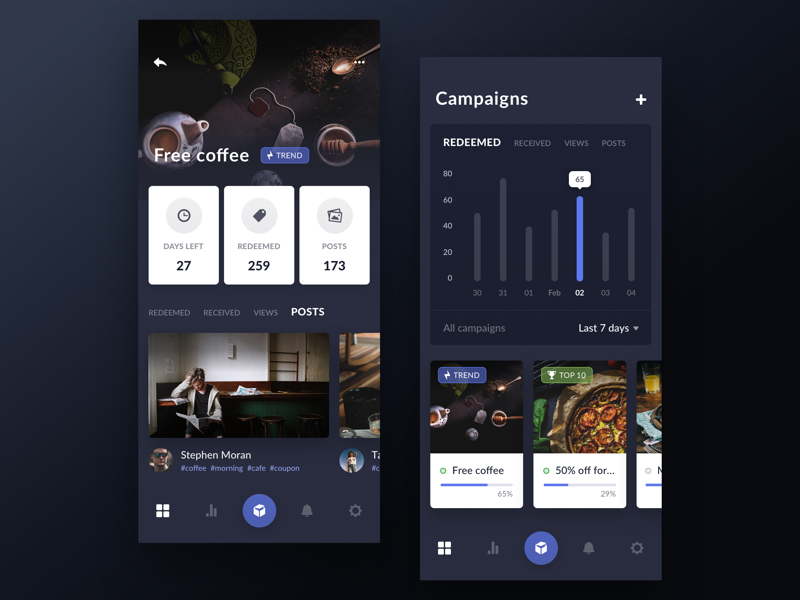 Free coffee
TREND
DAYS LEFT
27
REDEEMED
259
POSTS
173
REDEEMED RECEIVED VIEWS POSTS
Stephen Moran
#coffee #morning #cafe #coupon
Ta
#c
Campaigns
REDEEMED RECEIVED VIEWS POSTS
80
60
40
20
0
65
30 31 01 Feb 02 03 04
All campaigns
Last 7 days
TREND
Free coffee
65%
TOP 10
50% off for...
29%